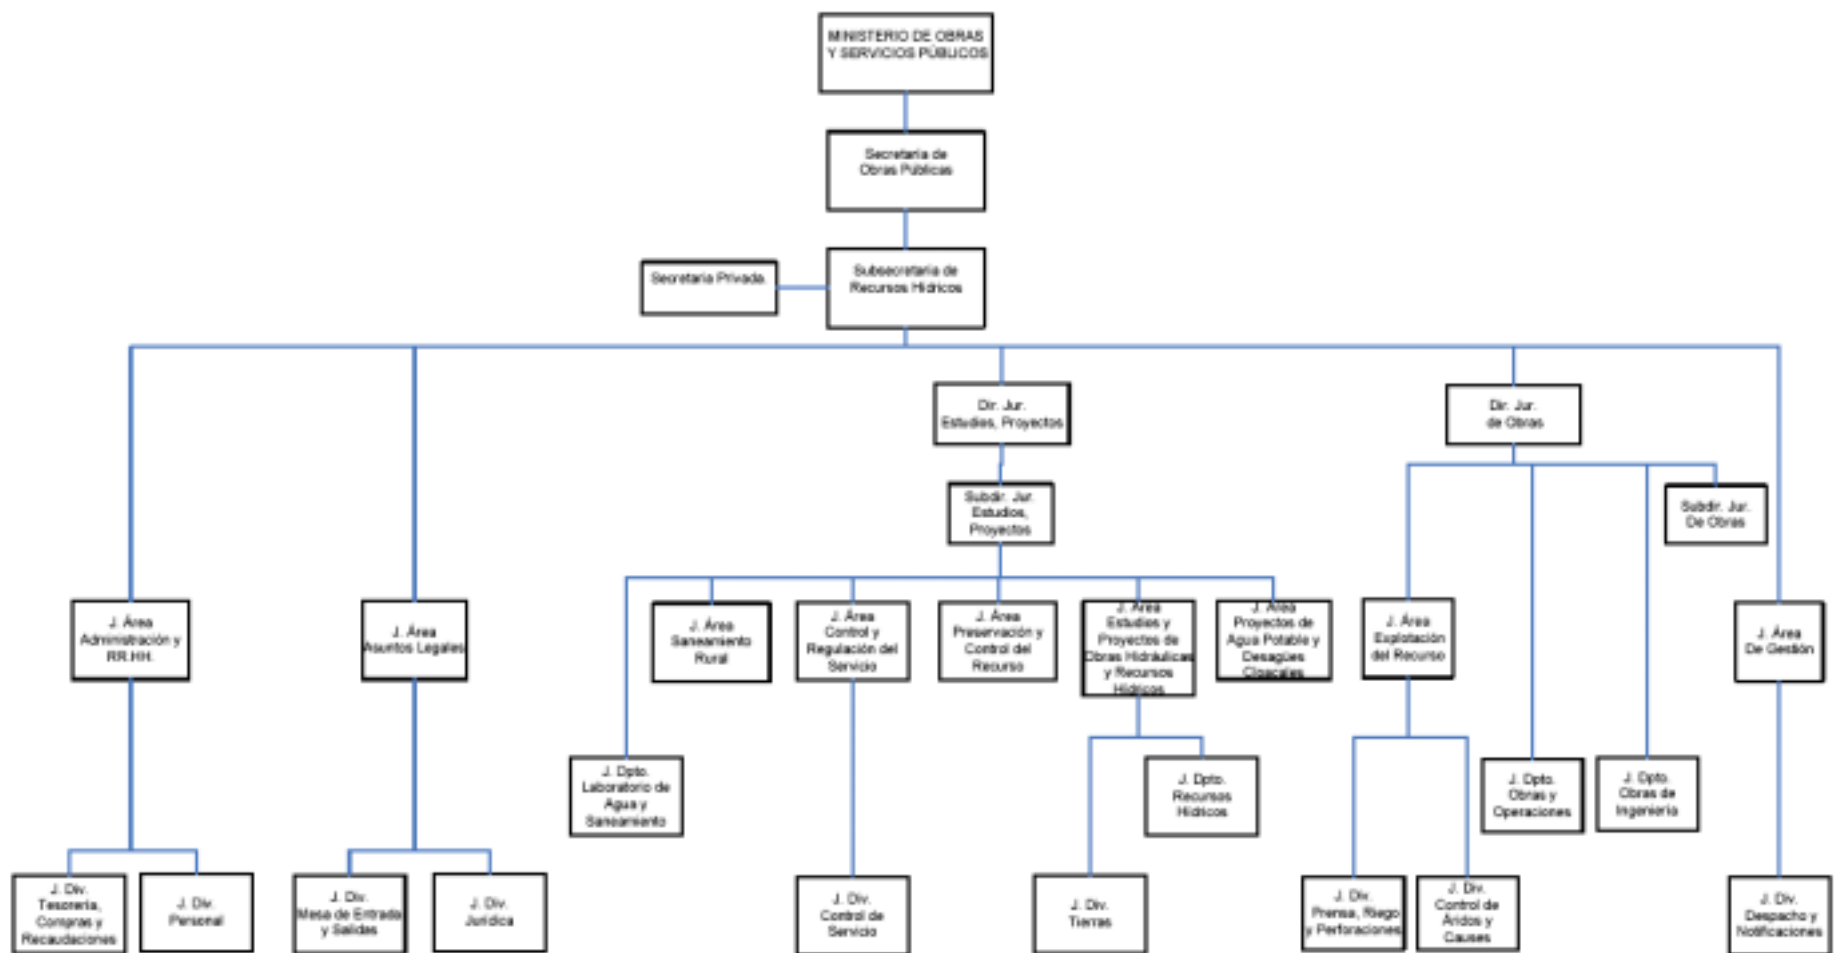 MINISTERIO DE OBRAS
Y SERVICIOS PÚBLICOS
Secretaría de
Obras Públicas
Secretaria Privada.
Subsecretaría de
Recursos Hídricos
Dir. Jur.
Estudios, Proyectos
Dir. Jur.
de Obras
Subdir. Jur.
Estudios,
Proyectos
Subdir. Jur.
De Obras
J. Área
Administración y
RR.HH.
J. Área
Asuntos Legales
J. Área
Saneamiento
Rural
J. Área
Control y
Regulación del
Servicio
J. Área
Preservación y
Control del
Recurso
J. Área
Estudios y
Proyectos de
Obras Hidráulicas
y Recursos
Hídricos
J. Área
Proyectos de
Agua Potable y
Desagües
Cloacales
J. Área
Explotación
del Recurso
J. Área
De Gestión
J. Dpto.
Laboratorio de
Agua y
Saneamiento
J. Dpto.
Recursos
Hídricos
J. Dpto.
Obras y
Operaciones
J. Dpto.
Obras de
Ingeniería
J. Div.
Tesorería,
Compras y
Recaudaciones
J. Div.
Personal
J. Div.
Mesa de Entrada
y Salidas
J. Div.
Jurídica
J. Div.
Control de
Servicio
J. Div.
Tierras
J. Div.
Prensa, Riego
y Perforaciones
J. Div.
Control de
Áridos y
Causes
J. Div.
Despacho y
Notificaciones